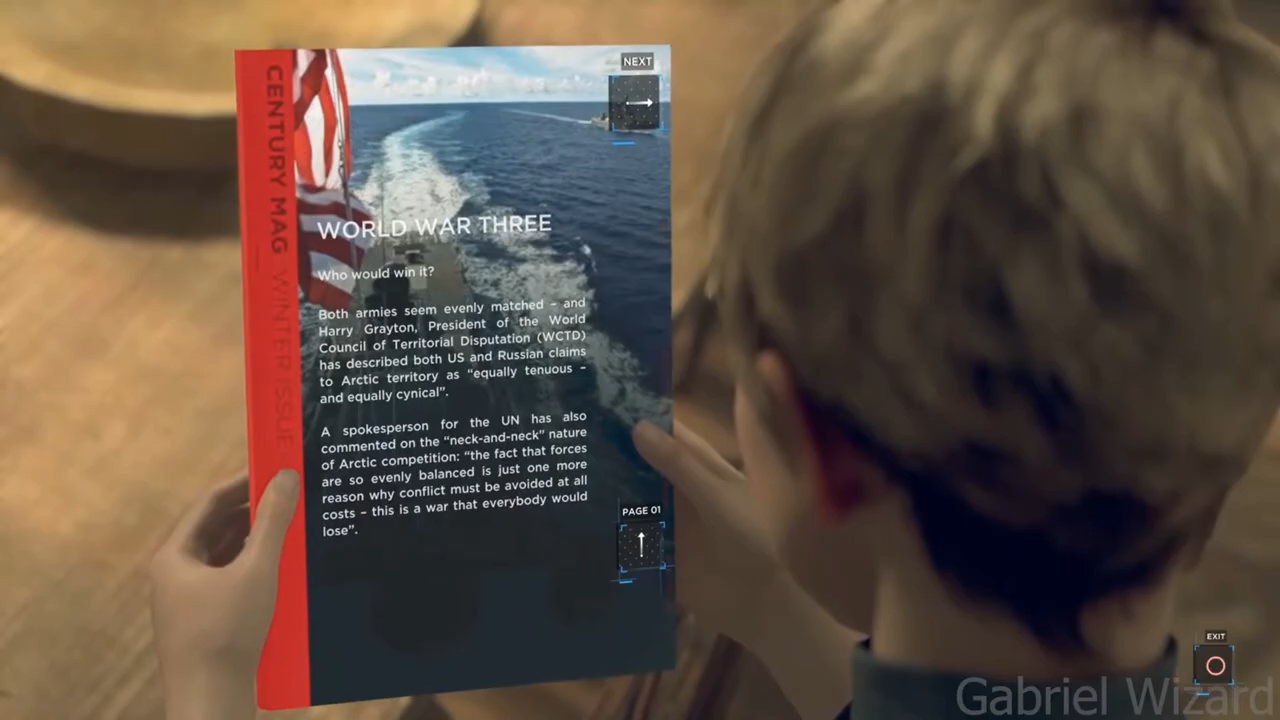 CENTURY MAG WINTER ISSUE
NEXT
WORLD WAR THREE
Who would win it?
Both armies seem evenly matched – and
Harry Grayton, President of the World
Council of Territorial Disputation (WCTD)
has described both US and Russian claims
to Arctic territory as “equally tenuous –
and equally cynical”.
A spokesperson for the UN has also
commented on the “neck-and-neck” nature
of Arctic competition: “the fact that forces
are so evenly balanced is just one more
reason why conflict must be avoided at all
costs – this is a war that everybody would
lose”.
PAGE 01
EXIT
Gabriel Wizard